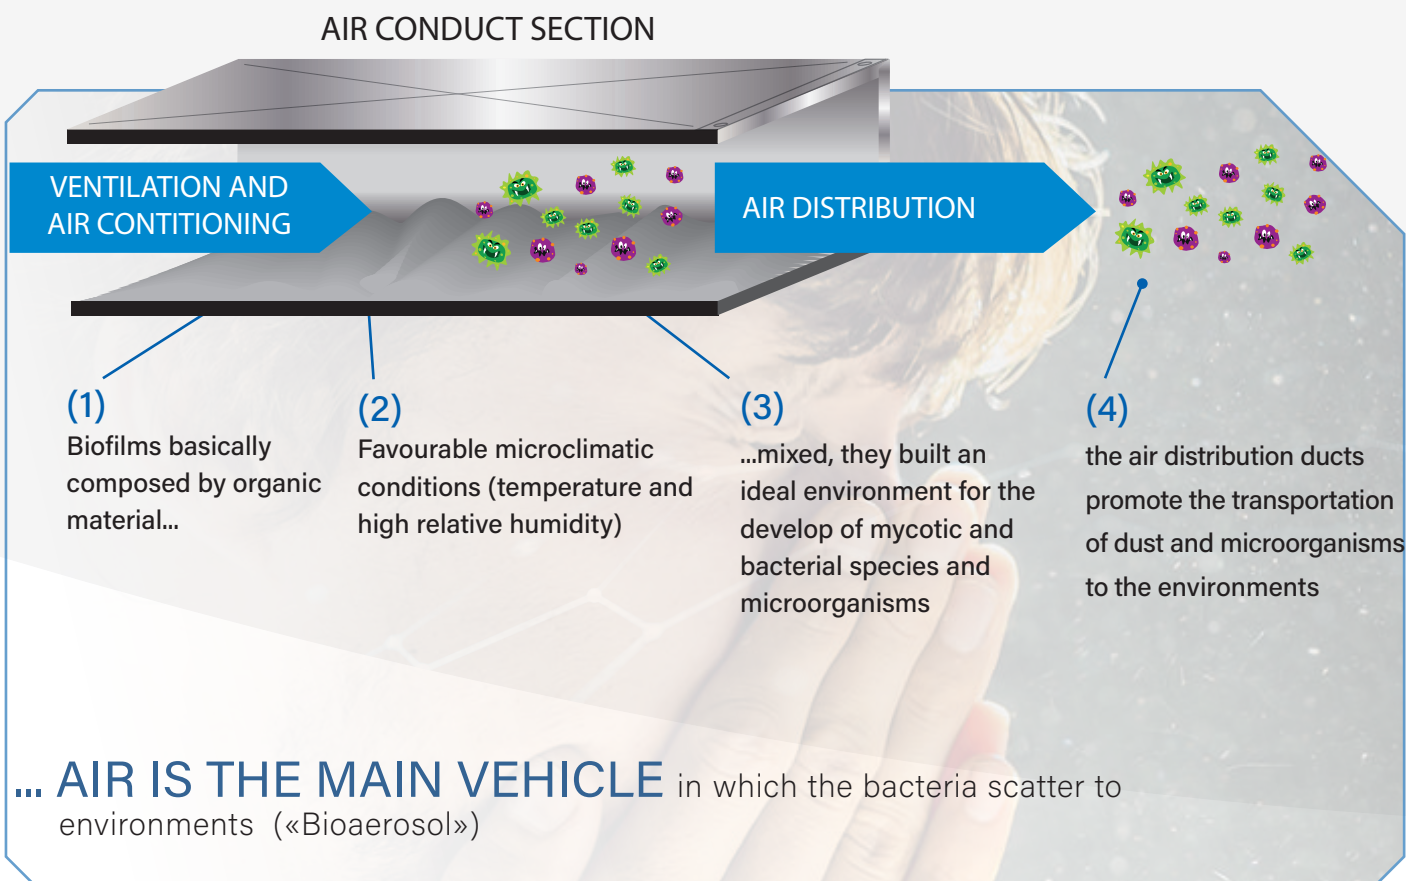 AIR CONDUCT SECTION
VENTILATION AND
AIR CONTITIONING
AIR DISTRIBUTION
(1)
Biofilms basically
composed by organic
material...
(2)
Favourable microclimatic
conditions (temperature and
high relative humidity)
(3)
...mixed, they built an
ideal environment for the
develop of mycotic and
bacterial species and
microorganisms
(4)
the air distribution ducts
promote the transportation
of dust and microorganisms
to the environments
... AIR IS THE MAIN VEHICLE in which the bacteria scatter to
environments («Bioaerosol»)